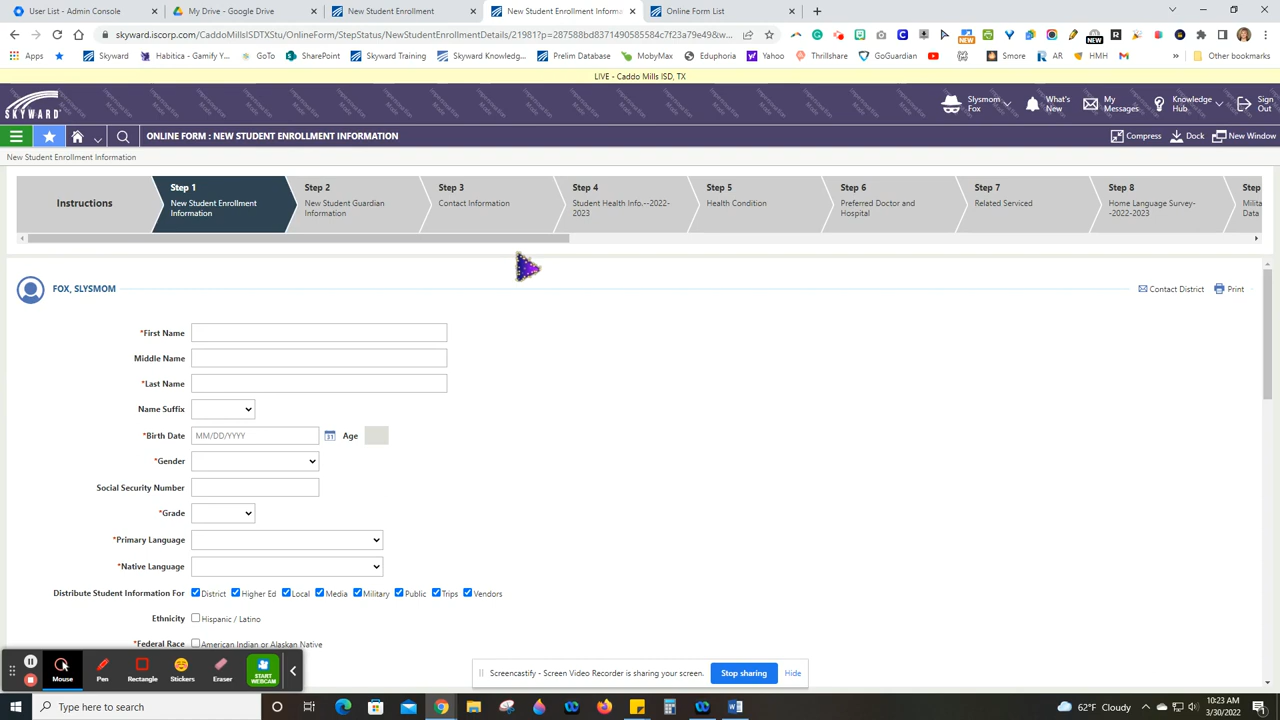 User List - Admin Console
My Drive - Google Drive
New Student Enrollment
New Student Enrollment Informa
Online Form List
skyward.iscorp.com/CaddoMillsISDTXStu/OnlineForm/StepStatus/NewStudentEnrollmentDetails/21981?p=287588bd8371490585584c7f23a79e49&w...
Apps
Skyward
Habitica - Gamify Y...
SharePoint
Skyward Training
Skyward Knowledg...
Prelim Database
MobyMax
Euphoria
Yahoo
Thrillshare
GoGuardian
Smore
AR
HMH
Other bookmarks
LIVE - Caddo Mills ISD, TX
SKYWARD
Slysmom Fox
What's New
My Messages
Knowledge Hub
Sign Out
ONLINE FORM : NEW STUDENT ENROLLMENT INFORMATION
Compress
Dock
New Window
New Student Enrollment Information
Instructions
Step 1
New Student Enrollment
Information
Step 2
New Student Guardian
Information
Step 3
Contact Information
Step 4
Student Health Info.--2022-
2023
Step 5
Health Condition
Step 6
Preferred Doctor and
Hospital
Step 7
Related Serviced
Step 8
Home Language Survey-
-2022-2023
Step
Milita
Data
FOX, SLYSMOM
Contact District
Print
*First Name
Middle Name
*Last Name
Name Suffix
*Birth Date MM/DD/YYYY 31 Age
*Gender
Social Security Number
*Grade
*Primary Language
*Native Language
Distribute Student Information For District Higher Ed Local Media Military Public Trips Vendors
Ethnicity Hispanic / Latino
*Federal Race American Indian or Alaskan Native
Mouse
Pen
Rectangle
Stickers
Eraser
START
WEBCAM
Screencastify - Screen Video Recorder is sharing your screen.
Stop sharing
Hide
Type here to search
62°F Cloudy
10:23 AM
3/30/2022